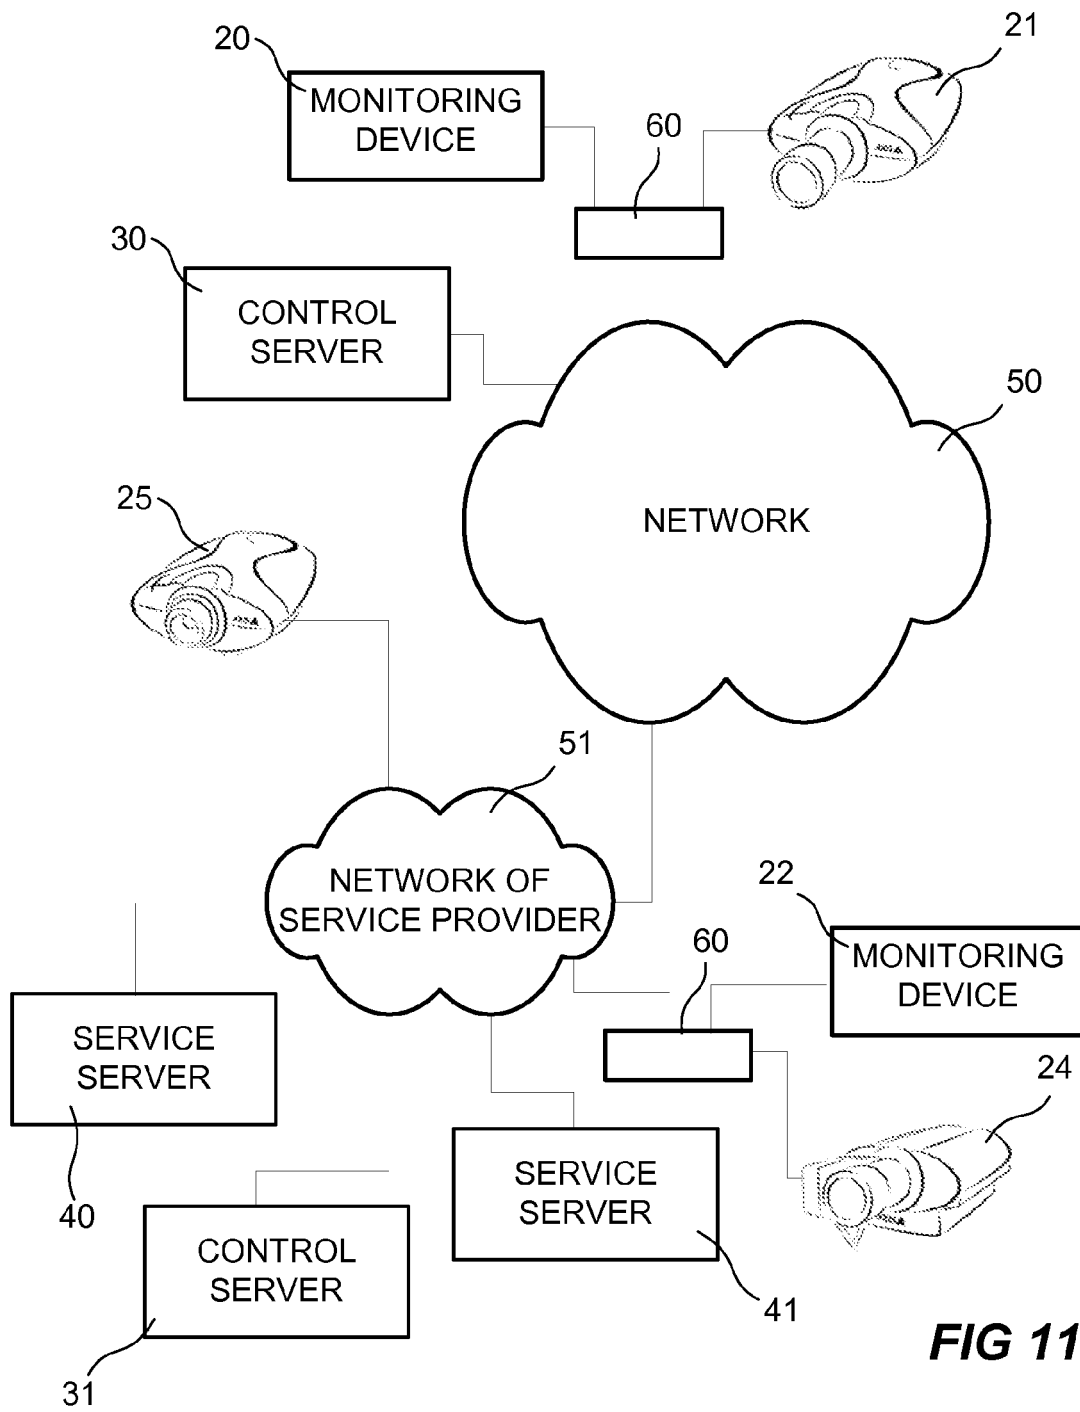 20
21
MONITORING
DEVICE
60
30
CONTROL
SERVER
50
NETWORK
25
51
NETWORK OF
SERVICE PROVIDER
22
60
MONITORING
DEVICE
SERVICE
SERVER
24
SERVICE
SERVER
40
CONTROL
SERVER
41
31
FIG 11